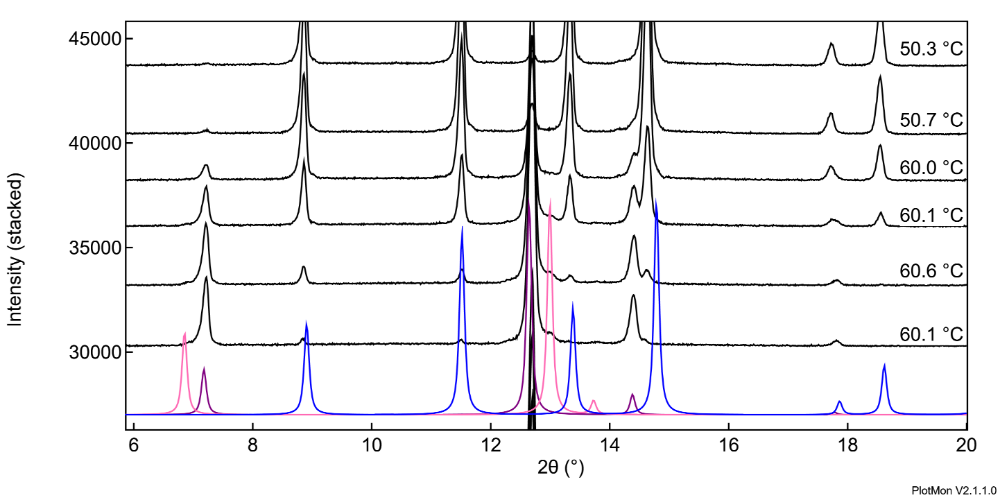 45000
50.3 °C
50.7 °C
40000
60.0 °C
60.1 °C
35000
60.6 °C
60.1 °C
30000
Intensity (stacked)
6 8 10 12 14 16 18 20
2θ (°)
PlotMon V2.1.1.0